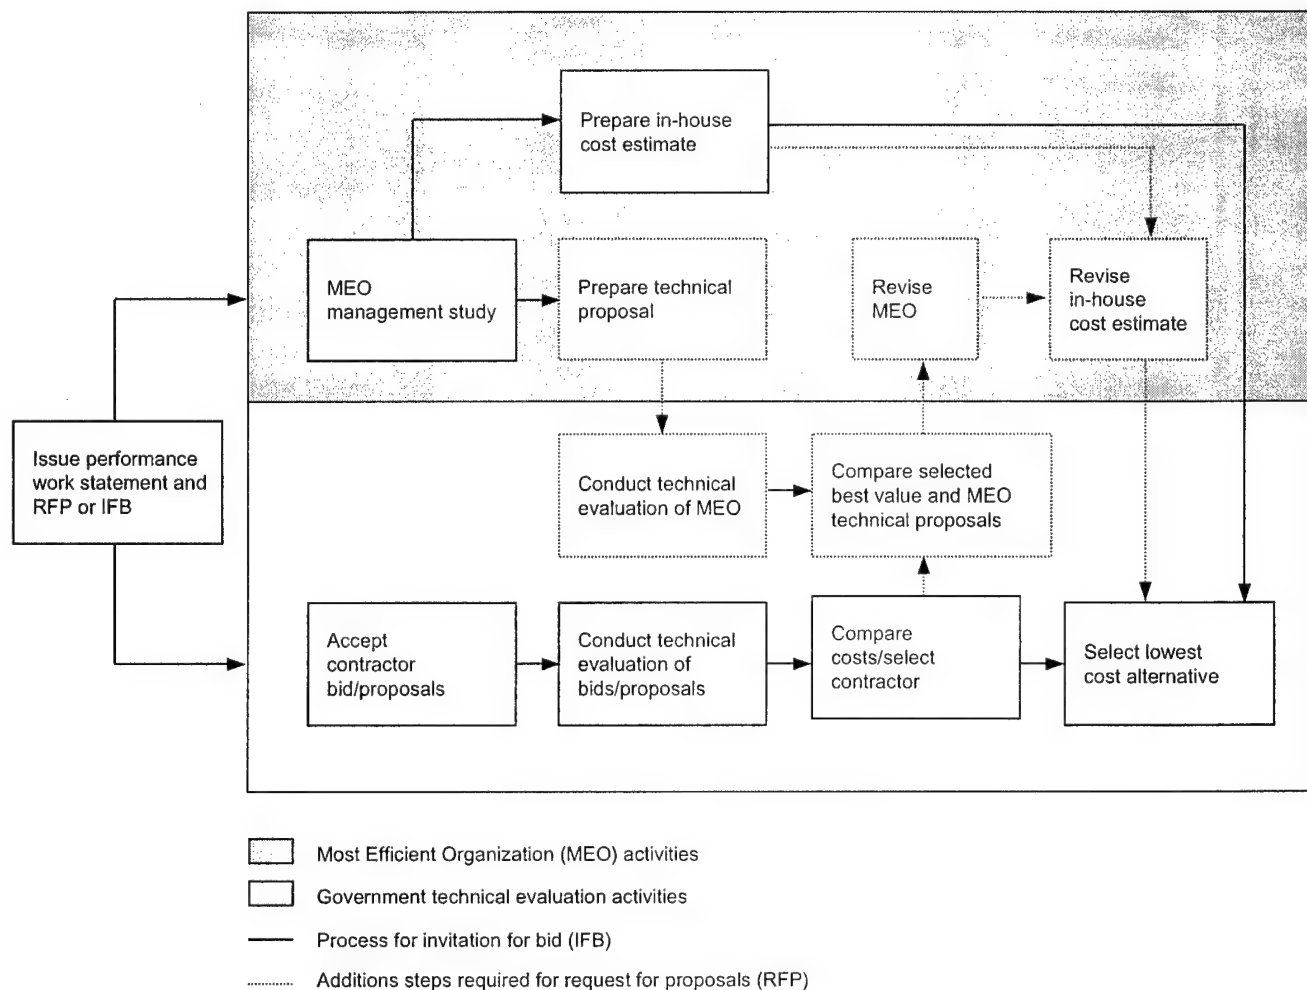 Prepare in-house
cost estimate
MEO
management study
Prepare technical
proposal
Revise
MEO
Revise
in-house
cost estimate
Issue performance
work statement and
RFP or IFB
Conduct technical
evaluation of MEO
Compare selected
best value and MEO
technical proposals
Accept
contractor
bid/proposals
Conduct technical
evaluation of
bids/proposals
Compare
costs/select
contractor
Select lowest
cost alternative
Most Efficient Organization (MEO) activities
Government technical evaluation activities
Process for invitation for bid (IFB)
Additions steps required for request for proposals (RFP)